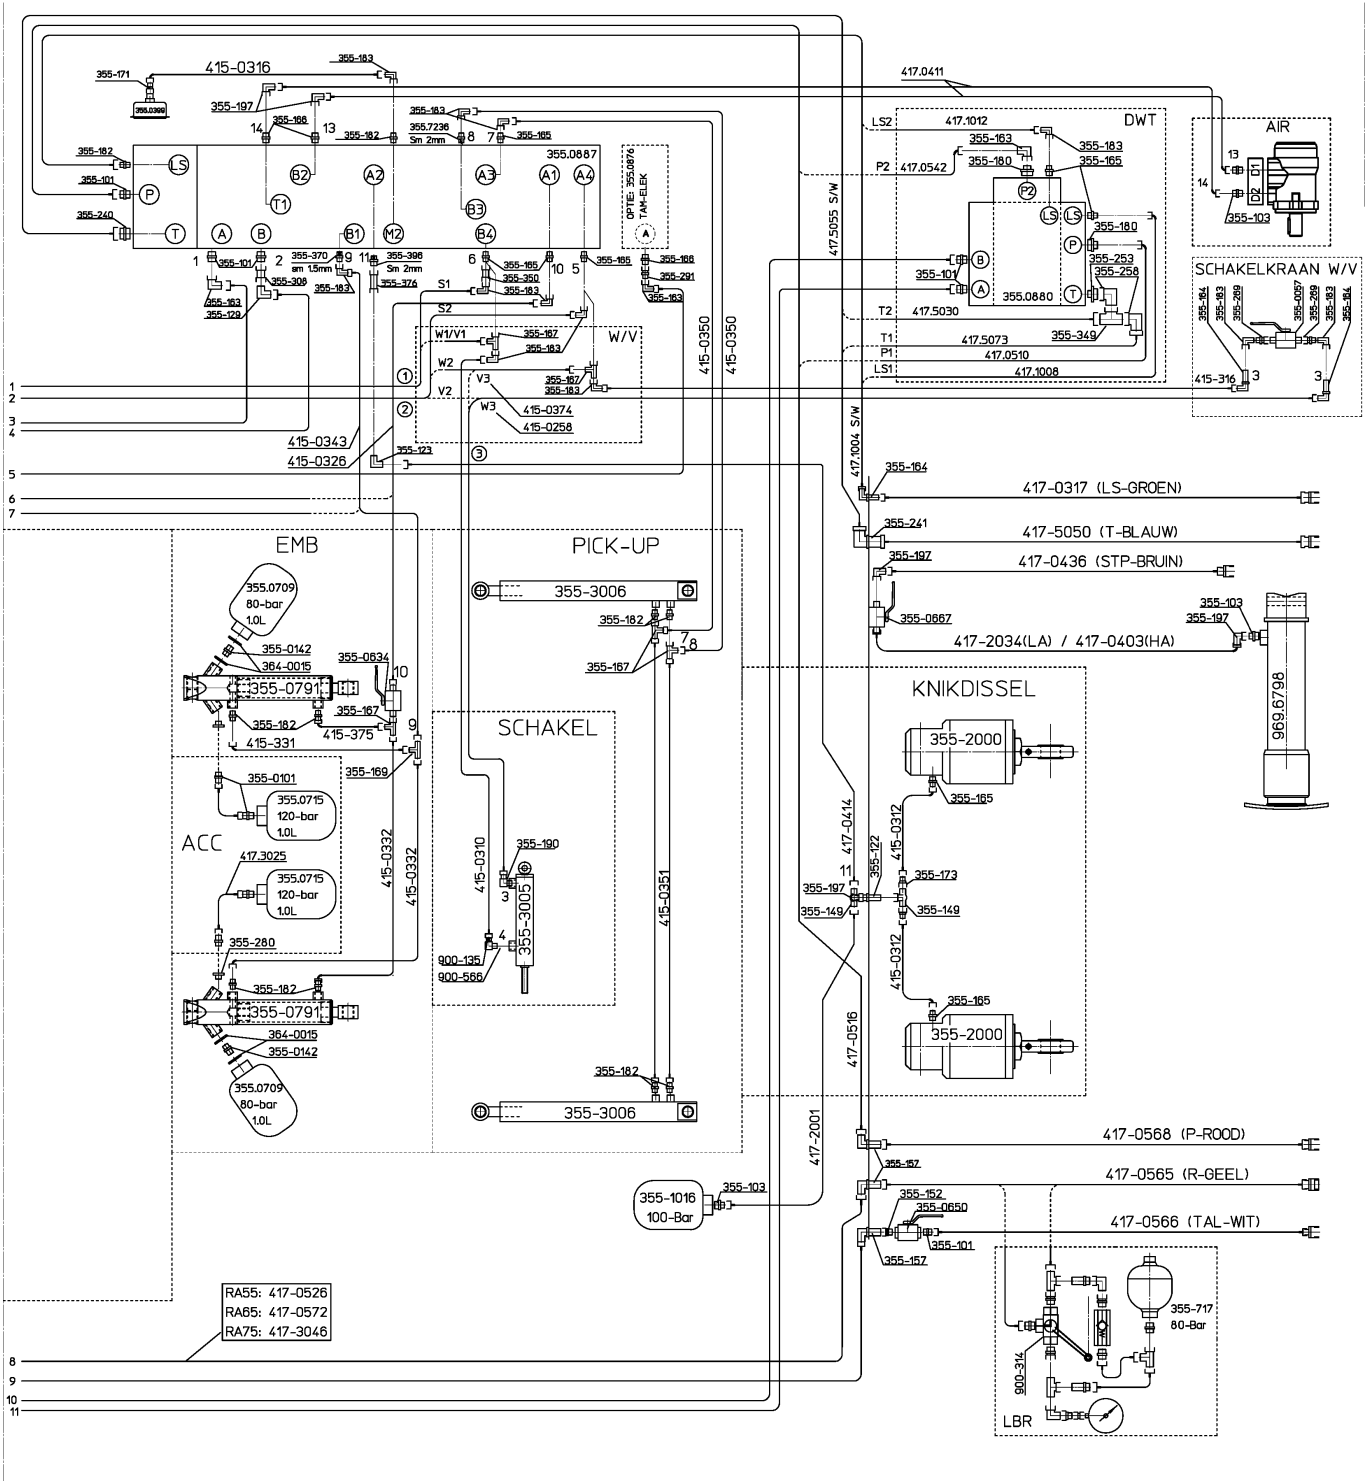 355-171
415-0316
355-183
355.0399
355-197
14
355-166
13
355-182
355-183
355.7236
Sm 2mm
8
7
355-165
417.0411
355-182
LS
355-101
P
355-240
T
B2
T1
A
B
A2
B1
M2
A3
B3
B4
A1
A4
355.0887
OPTIE: 355.0876
TAM-ELEK
A
1
355-101
2
355-308
355-163
355-129
355-370
sm 1.5mm
9
355-183
11
355-396
Sm 2mm
355-376
6
355-165
355-350
355-183
10
5
355-165
355-166
355-291
355-163
S1
S2
W1/V1
355-167
355-183
W/V
W2
V2
V3
W3
415-0374
415-0258
355-167
355-183
1
2
3
415-0350
415-0350
417.5055 S/W
417.1004 S/W
LS2
417.1012
DWT
355-163
355-183
P2
417.0542
355-180
355-165
P2
LS
LS
P
T
B
A
355-180
355-253
355-258
355-101
355.0880
T2
417.5030
355-349
T1
417.5073
P1
417.0510
LS1
417.1008
AIR
13
14
D1
D2
355-103
SCHAKELKRAAN W/V
355-184
355-183
355-269
355-0057
355-269
355-183
355-184
415-316
3
3
1
2
3
4
5
6
7
415-0343
415-0326
355-123
355-164
417-0317 (LS-GROEN)
355-241
417-5050 (T-BLAUW)
355-197
417-0436 (STP-BRUIN)
355-0667
355-103
355-197
417-2034(LA) / 417-0403(HA)
969.6798
EMB
355.0709
80-bar
1.0L
355-0142
364-0015
355-0791
355-0634
10
355-182
355-167
415-375
415-331
9
355-169
355-0101
355.0715
120-bar
1.0L
ACC
417.3025
355.0715
120-bar
1.0L
355-280
355-182
355-0791
364-0015
355-0142
355.0709
80-bar
1.0L
415-0332
415-0332
PICK-UP
355-3006
355-182
7
8
355-167
SCHAKEL
415-0310
355-190
3
355-3005
4
900-135
900-566
415-0351
355-182
355-3006
KNIKDISSEL
355-2000
355-165
417-0414
355-122
415-0312
11
355-197
355-149
355-173
355-149
415-0312
355-165
355-2000
417-0516
417-2001
355-1016
100-Bar
355-103
417-0568 (P-ROOD)
355-157
417-0565 (R-GEEL)
355-152
355-0650
417-0566 (TAL-WIT)
355-101
355-157
355-717
80-Bar
900-314
LBR
RA55: 417-0526
RA65: 417-0572
RA75: 417-3046
8
9
10
11